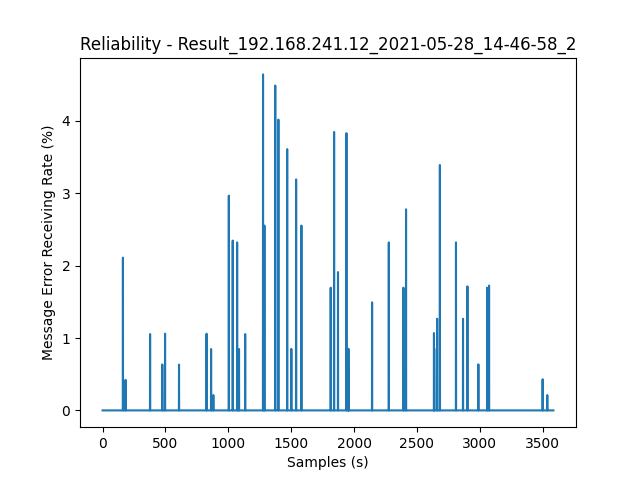 Reliability - Result_192.168.241.12_2021-05-28_14-46-58_2
Message Error Receiving Rate (%)
4
3
2
1
0
0 500 1000 1500 2000 2500 3000 3500
Samples (s)